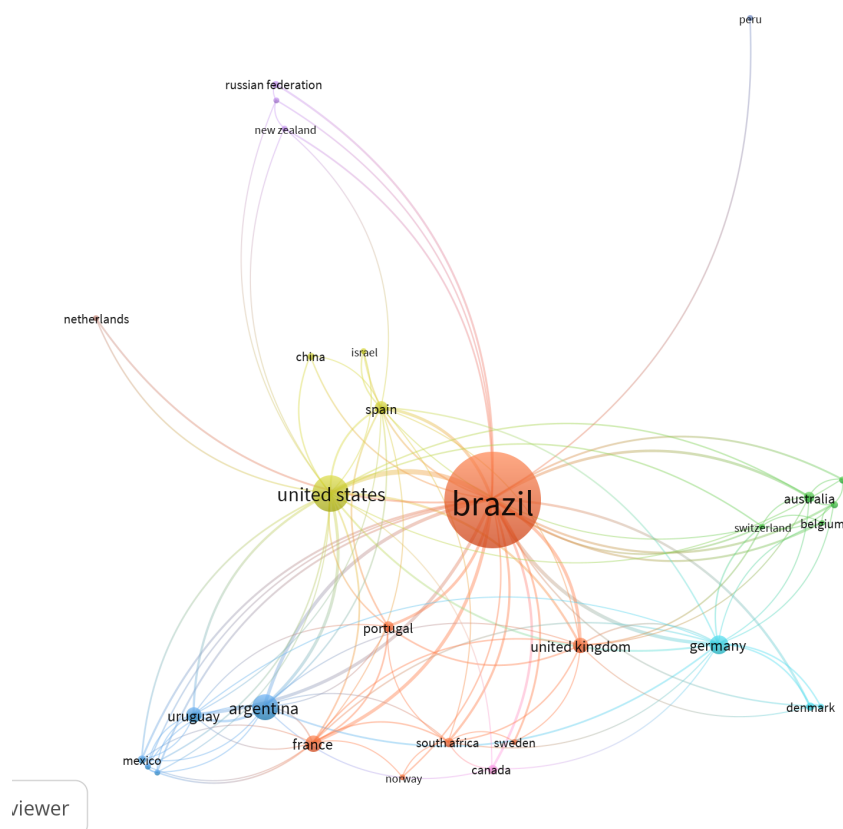 peru
russian federation
new zealand
netherlands
china
israel
spain
united states
brazil
australia
switzerland
belgium
portugal
united kingdom
germany
uruguay
argentina
denmark
france
south africa
sweden
mexico
canada
norway
viewer